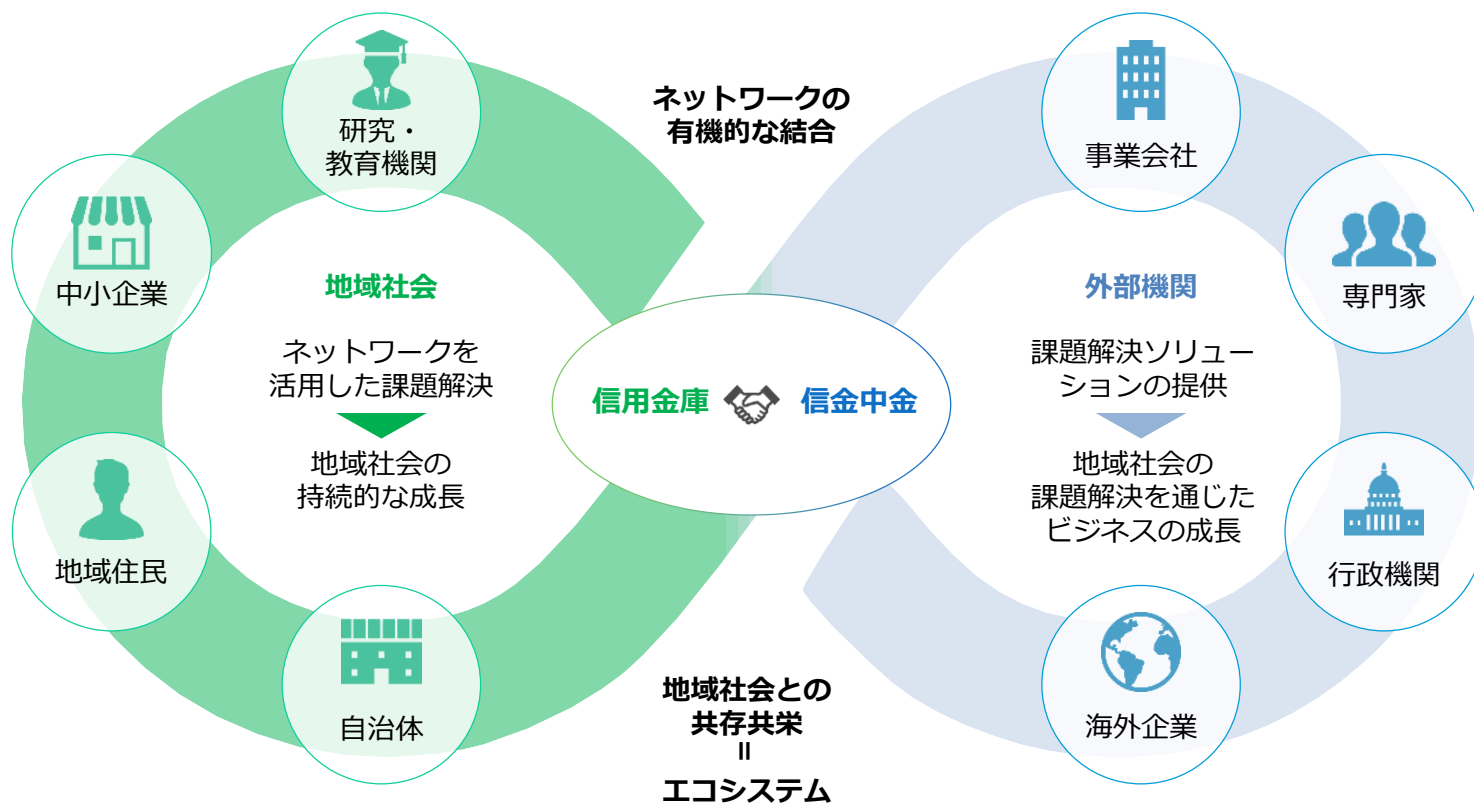 研究・
教育機関
中小企業
地域住民
自治体
地域社会
ネットワークを
活用した課題解決
地域社会の
持続的な成長
ネットワークの
有機的な結合
信用金庫
信金中金
地域社会との
共存共栄
＝
エコシステム
外部機関
課題解決ソリュー
ションの提供
地域社会の
課題解決を通じた
ビジネスの成長
事業会社
専門家
行政機関
海外企業